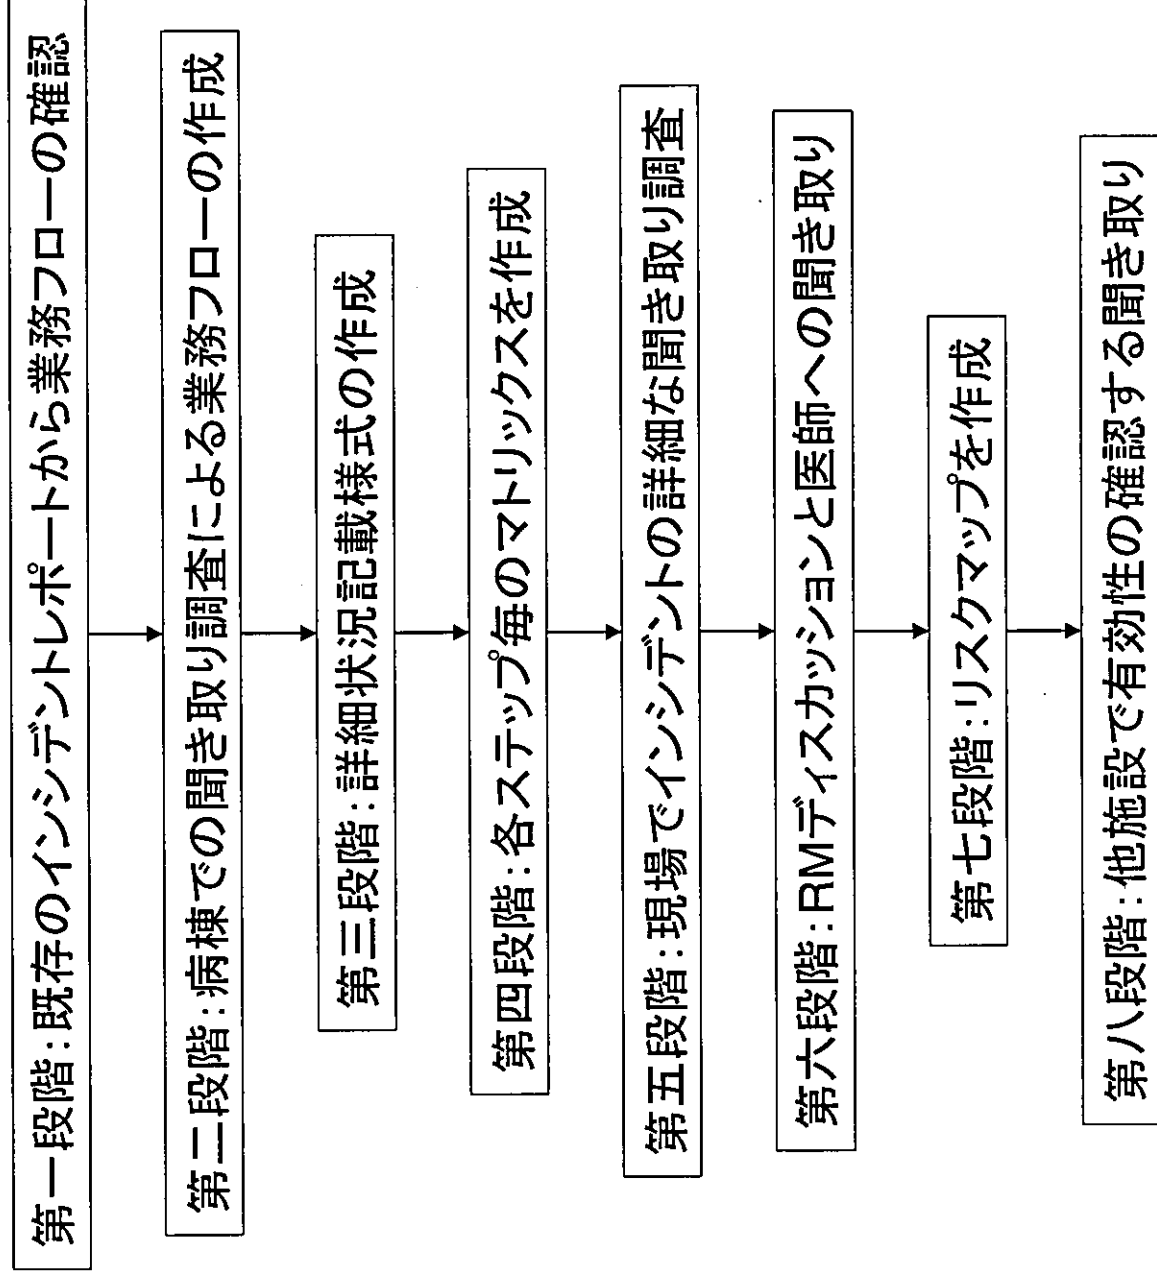 第一段階:既存のインシデントレポートから業務フローの確認
第二段階:病棟での聞き取り調査による業務フローの作成
第三段階:詳細状況記載様式の作成
第四段階:各ステップ毎のマトリックスを作成
第五段階:現場でインシデントの詳細な聞き取り調査
第六段階:RMディスカッションと医師への聞き取り
第七段階:リスクマップを作成
第八段階:他施設で有効性の確認する聞き取り